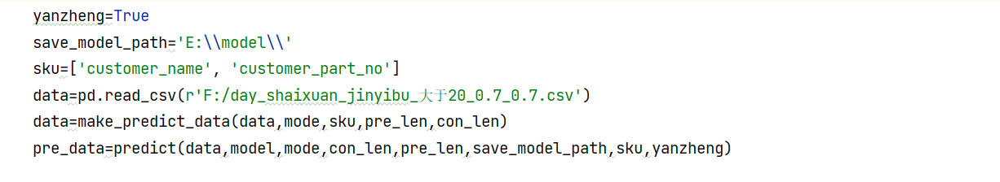 yanzheng=True
save_model_path='E:\\model\\'
sku=['customer_name', 'customer_part_no']
data=pd.read_csv(r'F:/day_shaixuan_jinyibu_大于20_0.7_0.7.csv')
data=make_predict_data(data,mode,sku,pre_len,con_len)
pre_data=predict(data,model,mode,con_len,pre_len,save_model_path,sku,yanzheng)